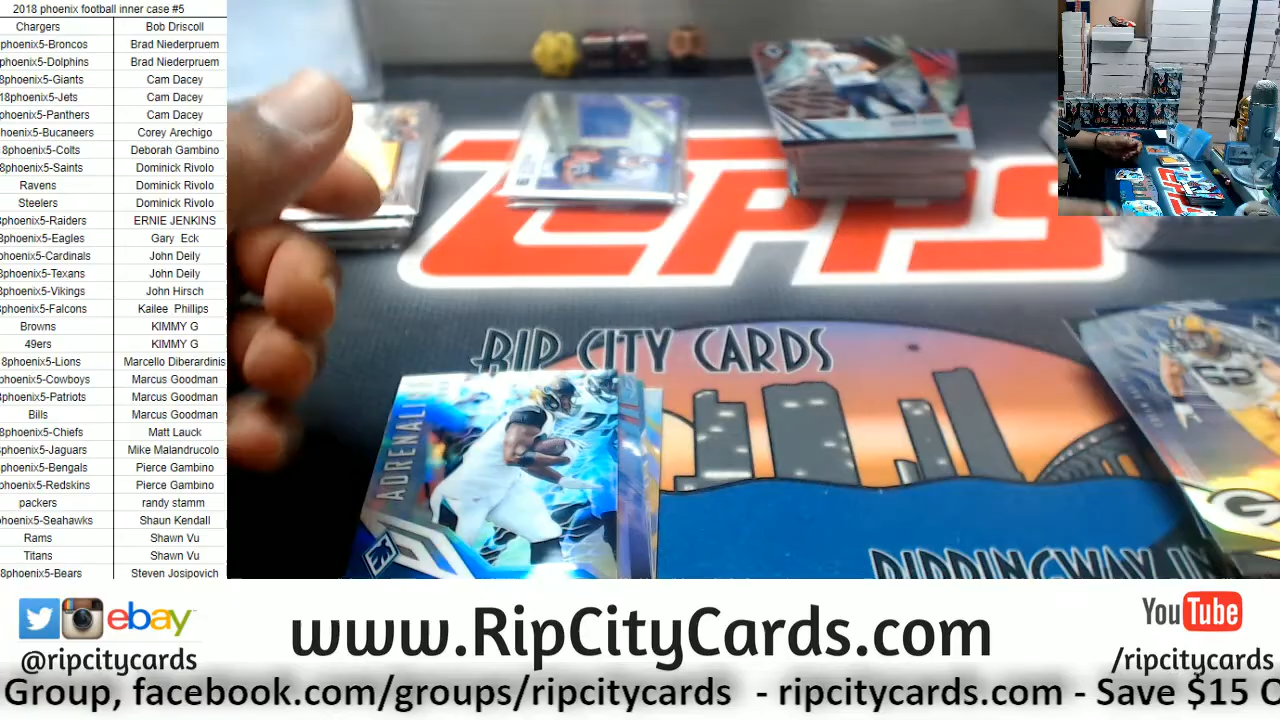 2018 phoenix football inner case #5
Chargers Bob Driscoll
phoenix5-Broncos Brad Niederpruem
phoenix5-Dolphins Brad Niederpruem
8phoenix5-Giants Cam Dacey
18phoenix5-Jets Cam Dacey
phoenix5-Panthers Cam Dacey
hoenix5-Bucaneers Corey Arechigo
8phoenix5-Colts Deborah Gambino
phoenix5-Saints Dominick Rivolo
Ravens Dominick Rivolo
Steelers Dominick Rivolo
phoenix5-Raiders ERNIE JENKINS
phoenix5-Eagles Gary Eck
phoenix5-Cardinals John Deily
phoenix5-Texans John Deily
phoenix5-Vikings John Hirsch
phoenix5-Falcons Kailee Phillips
Browns KIMMY G
49ers KIMMY G
8phoenix5-Lions Marcello Diberardinis
hoenix5-Cowboys Marcus Goodman
phoenix5-Patriots Marcus Goodman
Bills Marcus Goodman
8phoenix5-Chiefs Matt Lauck
phoenix5-Jaguars Mike Malandrucolo
phoenix5-Bengals Pierce Gambino
hoenix5-Redskins Pierce Gambino
packers randy stamm
hoenix5-Seahawks Shaun Kendall
Rams Shawn Vu
Titans Shawn Vu
8phoenix5-Bears Steven Josipovich
RIP CITY CARDS
ADRENALI
52
G
RIPPINGWAY IN
ebay
@ripcitycards
www.RipCityCards.com
YouTube
/ripcitycards
Group, facebook.com/groups/ripcitycards - ripcitycards.com - Save $15 O